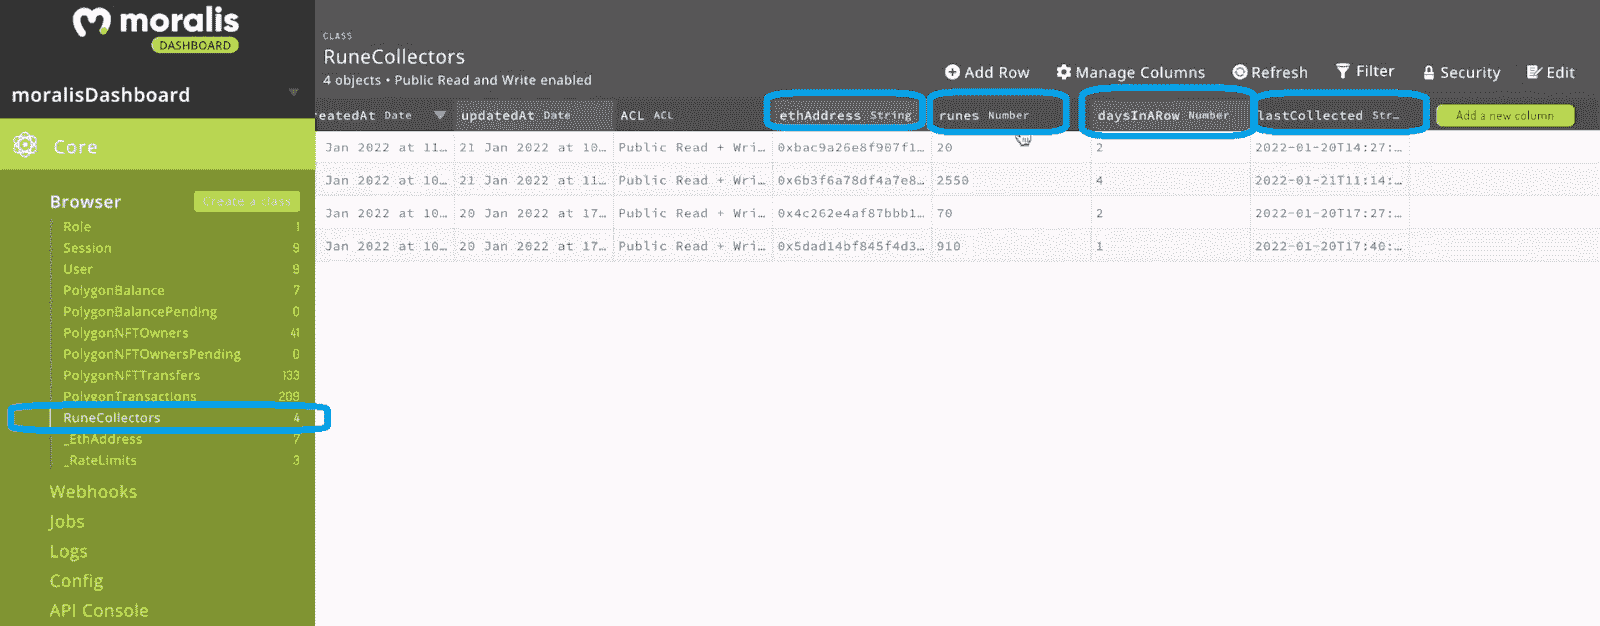 moralis
DASHBOARD
moralisDashboard
Core
Browser
Create a class
Role 1
Session 9
User 9
PolygonBalance 7
PolygonBalancePending 0
PolygonNFTOwners 41
PolygonNFTOwnersPending 0
PolygonNFTTransfers 133
PolygonTransactions 209
RuneCollectors 4
_EthAddress 7
_RateLimits 3
Webhooks
Jobs
Logs
Config
API Console
CLASS
RuneCollectors
4 objects • Public Read and Write enabled
Add Row Manage Columns Refresh Filter Security Edit
reatedAt Date updatedAt Date ACL ACL ethAddress String runes Number daysInARow Number lastCollected Str… Add a new column
Jan 2022 at 11… 21 Jan 2022 at 10… Public Read + Wri… 0xbac9a26e8f907f1… 20 2 2022-01-20T14:27:…
Jan 2022 at 10… 21 Jan 2022 at 11… Public Read + Wri… 0x6b3f6a78df4a7e8… 2550 4 2022-01-21T11:14:…
Jan 2022 at 10… 20 Jan 2022 at 17… Public Read + Wri… 0x4c262e4af87bbb1… 70 2 2022-01-20T17:27:…
Jan 2022 at 10… 20 Jan 2022 at 17… Public Read + Wri… 0x5dad14bf845f4d3… 910 1 2022-01-20T17:40:…